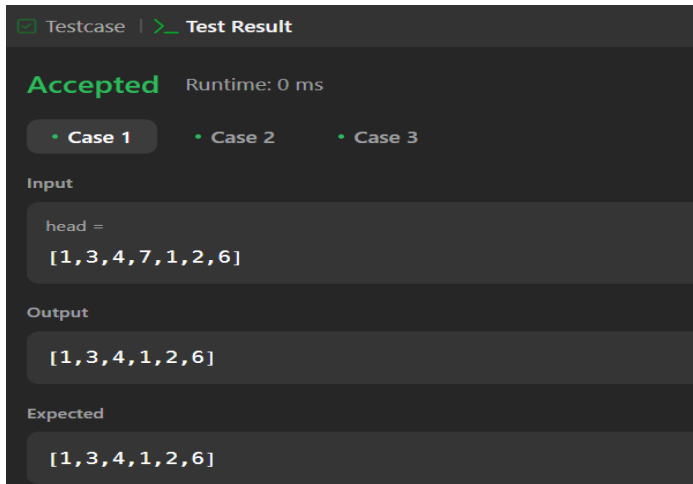 Testcase | >_ Test Result
Accepted Runtime: 0 ms
• Case 1 • Case 2 • Case 3
Input
head =
[1,3,4,7,1,2,6]
Output
[1,3,4,1,2,6]
Expected
[1,3,4,1,2,6]